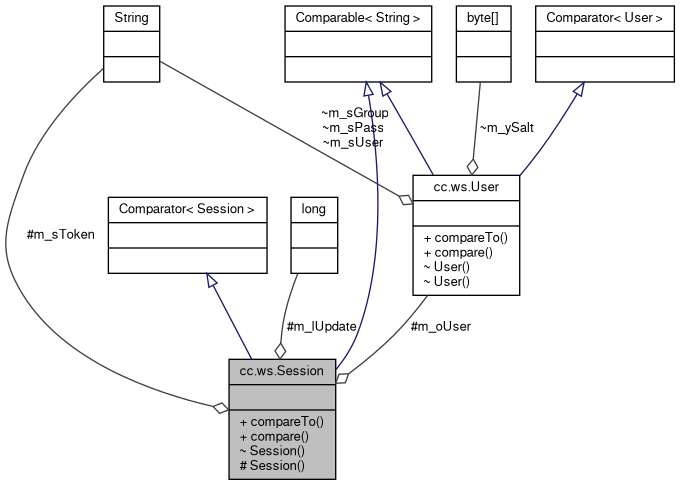 String
Comparable< String >
byte[]
Comparator< User >
~m_sGroup
~m_sPass
~m_sUser
~m_ySalt
cc.ws.User
+ compareTo()
+ compare()
~ User()
~ User()
Comparator< Session >
long
#m_sToken
#m_lUpdate
#m_oUser
cc.ws.Session
+ compareTo()
+ compare()
~ Session()
# Session()